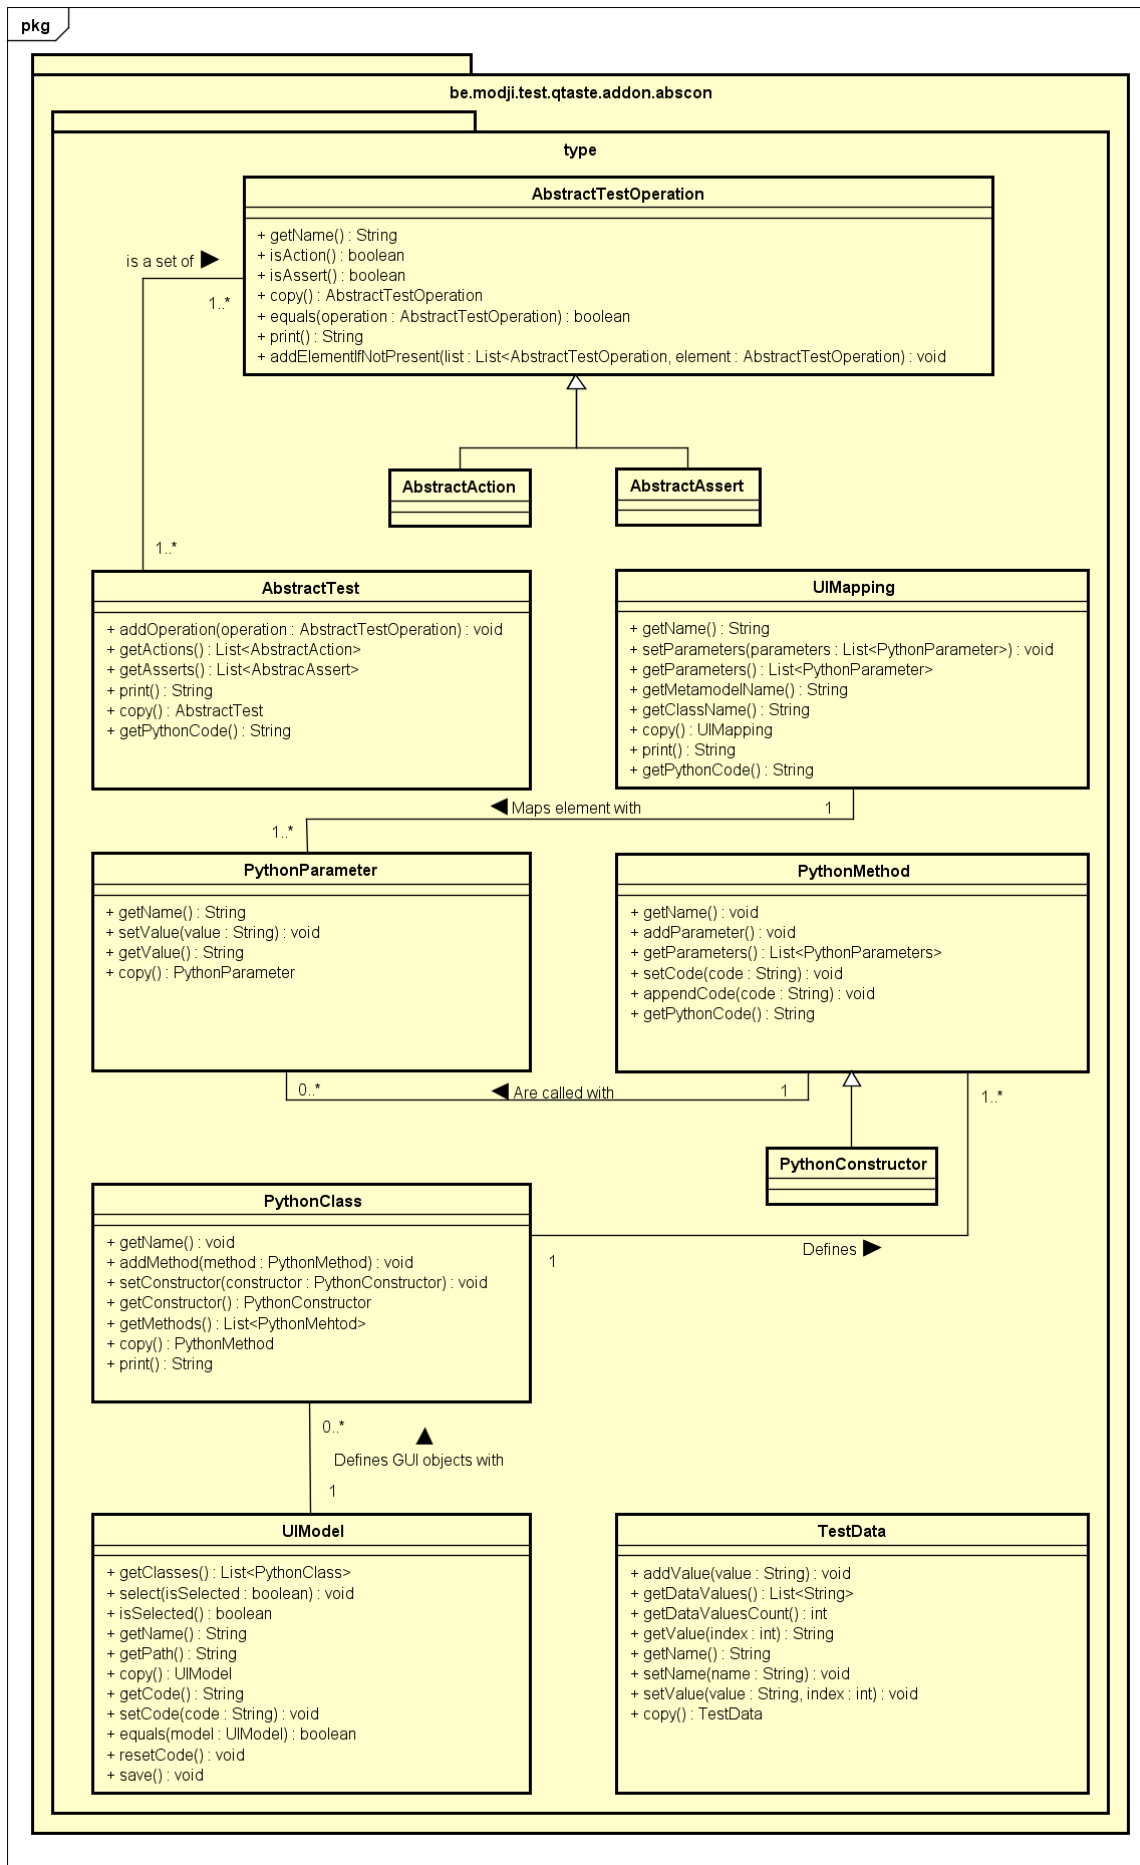 pkg
be.modji.test.qtaste.addon.abscon
type
AbstractTestOperation
+ getName() : String
+ isAction() : boolean
+ isAssert() : boolean
+ copy() : AbstractTestOperation
+ equals(operation : AbstractTestOperation) : boolean
+ print() : String
+ addElementIfNotPresent(list : List<AbstractTestOperation, element : AbstractTestOperation) : void
is a set of
1..*
1..*
AbstractAction
AbstractAssert
AbstractTest
+ addOperation(operation : AbstractTestOperation) : void
+ getActions() : List<AbstractAction>
+ getAsserts() : List<AbstracAssert>
+ print() : String
+ copy() : AbstractTest
+ getPythonCode() : String
UIMapping
+ getName() : String
+ setParameters(parameters : List<PythonParameter>) : void
+ getParameters() : List<PythonParameter>
+ getMetamodelName() : String
+ getClassName() : String
+ copy() : UIMapping
+ print() : String
+ getPythonCode() : String
Maps element with
1
1..*
PythonParameter
+ getName() : String
+ setValue(value : String) : void
+ getValue() : String
+ copy() : PythonParameter
PythonMethod
+ getName() : void
+ addParameter() : void
+ getParameters() : List<PythonParameters>
+ setCode(code : String) : void
+ appendCode(code : String) : void
+ getPythonCode() : String
0..*
Are called with
1
1..*
PythonConstructor
PythonClass
+ getName() : void
+ addMethod(method : PythonMethod) : void
+ setConstructor(constructor : PythonConstructor) : void
+ getConstructor() : PythonConstructor
+ getMethods() : List<PythonMehtod>
+ copy() : PythonMethod
+ print() : String
1
Defines
0..*
Defines GUI objects with
1
UIModel
+ getClasses() : List<PythonClass>
+ select(isSelected : boolean) : void
+ isSelected() : boolean
+ getName() : String
+ getPath() : String
+ copy() : UIModel
+ getCode() : String
+ setCode(code : String) : void
+ equals(model : UIModel) : boolean
+ resetCode() : void
+ save() : void
TestData
+ addValue(value : String) : void
+ getDataValues() : List<String>
+ getDataValuesCount() : int
+ getValue(index : int) : String
+ getName() : String
+ setName(name : String) : void
+ setValue(value : String, index : int) : void
+ copy() : TestData